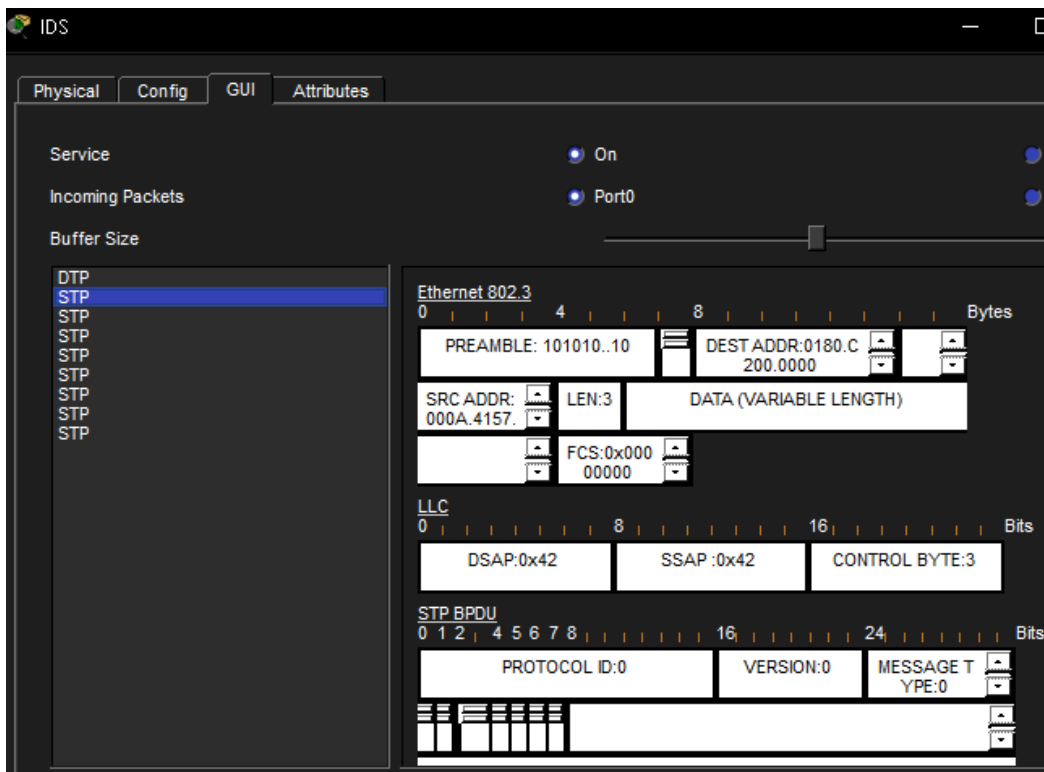 IDS
Physical Config GUI Attributes
Service On
Incoming Packets Port0
Buffer Size
DTP
STP
STP
STP
STP
STP
STP
STP
STP
Ethernet 802.3
0 4 8 Bytes
PREAMBLE: 101010..10 DEST ADDR:0180.C
200.0000
SRC ADDR: LEN:3 DATA (VARIABLE LENGTH)
000A.4157.
FCS:0x000
00000
LLC
0 8 16 Bits
DSAP:0x42 SSAP :0x42 CONTROL BYTE:3
STP BPDU
0 1 2 4 5 6 7 8 16 24 Bits
PROTOCOL ID:0 VERSION:0 MESSAGE T
YPE:0